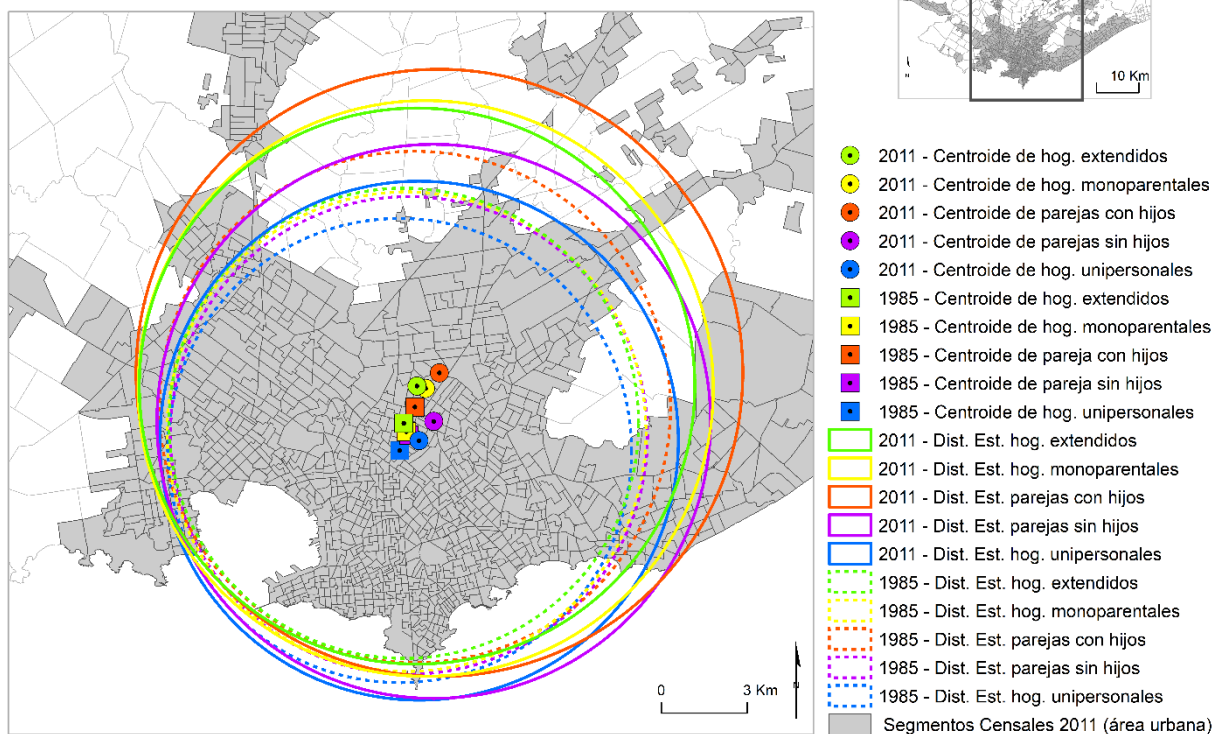 N
10 Km
2011 - Centroide de hog. extendidos
2011 - Centroide de hog. monoparentales
2011 - Centroide de parejas con hijos
2011 - Centroide de parejas sin hijos
2011 - Centroide de hog. unipersonales
1985 - Centroide de hog. extendidos
1985 - Centroide de hog. monoparentales
1985 - Centroide de pareja con hijos
1985 - Centroide de pareja sin hijos
1985 - Centroide de hog. unipersonales
2011 - Dist. Est. hog. extendidos
2011 - Dist. Est. hog. monoparentales
2011 - Dist. Est. parejas con hijos
2011 - Dist. Est. parejas sin hijos
2011 - Dist. Est. hog. unipersonales
1985 - Dist. Est. hog. extendidos
1985 - Dist. Est. hog. monoparentales
1985 - Dist. Est. parejas con hijos
1985 - Dist. Est. parejas sin hijos
1985 - Dist. Est. hog. unipersonales
Segmentos Censales 2011 (área urbana)
0 3 Km
N